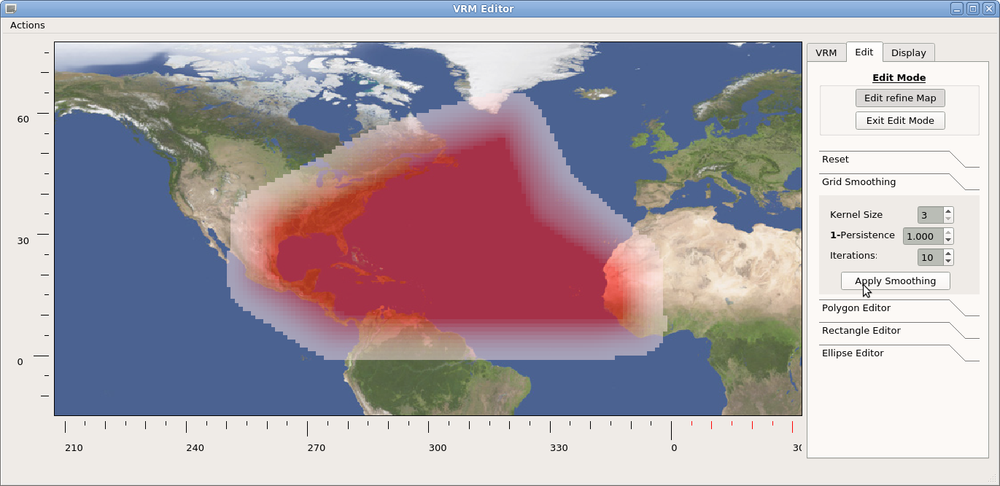 VRM Editor
Actions
VRM Edit Display
Edit Mode
Edit refine Map
Exit Edit Mode
Reset
Grid Smoothing
Kernel Size 3
1-Persistence 1.000
Iterations: 10
Apply Smoothing
Polygon Editor
Rectangle Editor
Ellipse Editor
60
30
0
210 240 270 300 330 0 30